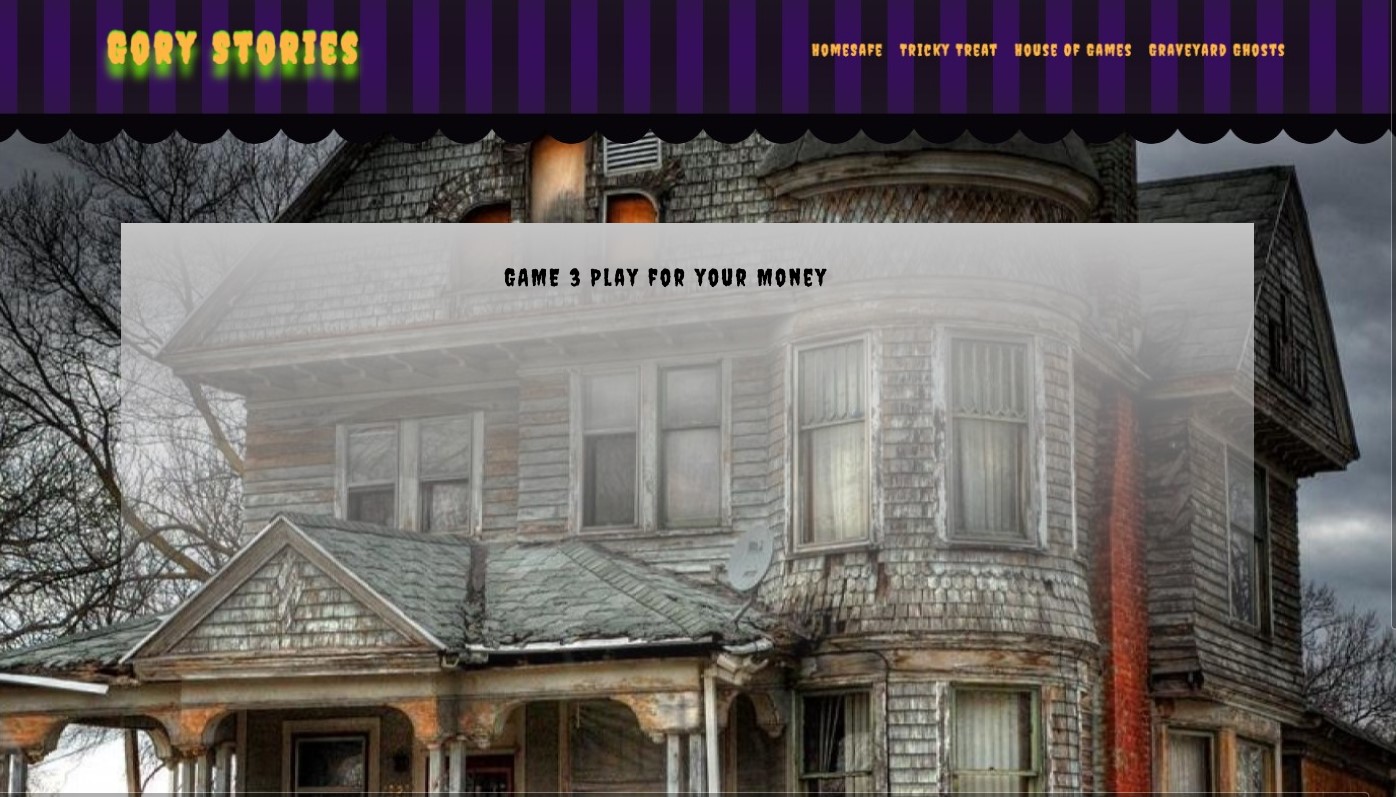 GORY STORIES
HOMESAFE TRICKY TREAT HOUSE OF GAMES GRAVEYARD GHOSTS
GAME 3 PLAY FOR YOUR MONEY